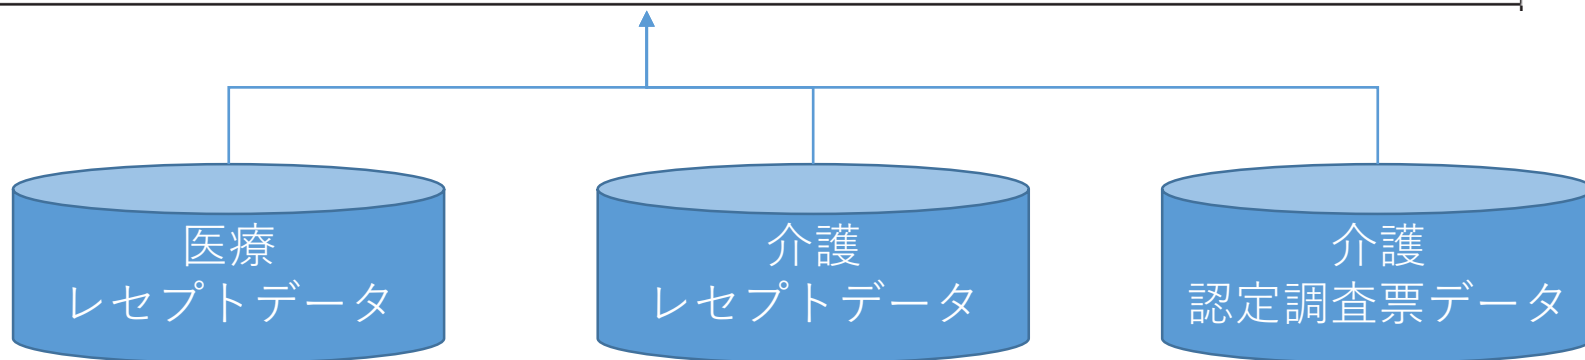 医療
レセプトデータ
介護
レセプトデータ
介護
認定調査票データ